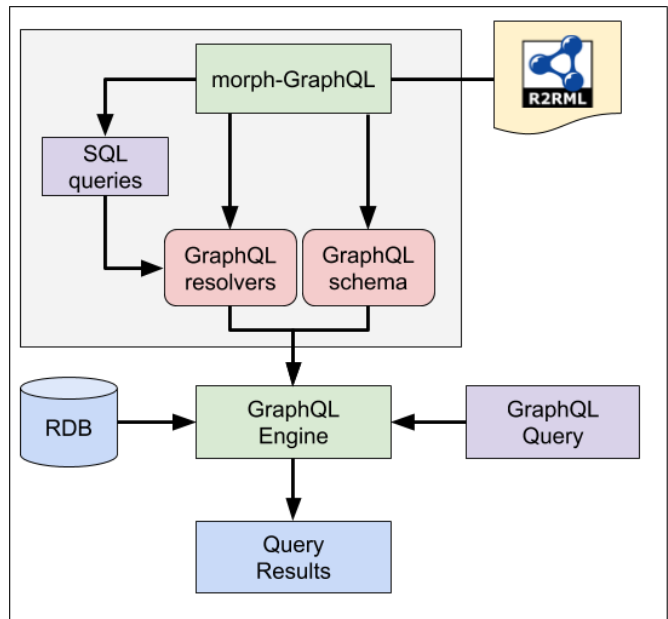 morph-GraphQL
R2RML
SQL
queries
GraphQL
resolvers
GraphQL
schema
RDB
GraphQL
Engine
GraphQL
Query
Query
Results